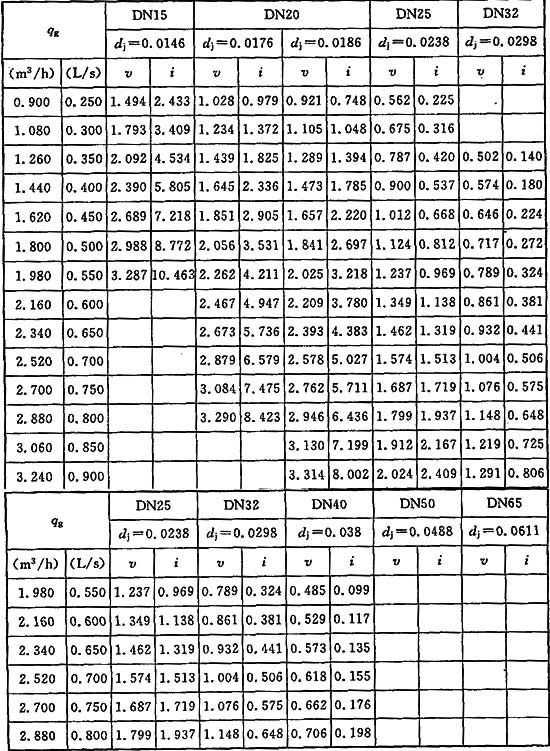 qg DN15 DN20 DN25 DN32
dj=0.0146 dj=0.0176 dj=0.0186 dj=0.0238 dj=0.0298
(m³/h) (L/s) v i v i v i v i v i
0.900 0.250 1.494 2.433 1.028 0.979 0.921 0.748 0.562 0.225
1.080 0.300 1.793 3.409 1.234 1.372 1.105 1.048 0.675 0.316
1.260 0.350 2.092 4.534 1.439 1.825 1.289 1.394 0.787 0.420 0.502 0.140
1.440 0.400 2.390 5.805 1.645 2.336 1.473 1.785 0.900 0.537 0.574 0.180
1.620 0.450 2.689 7.218 1.851 2.905 1.657 2.220 1.012 0.668 0.646 0.224
1.800 0.500 2.988 8.772 2.056 3.531 1.841 2.697 1.124 0.812 0.717 0.272
1.980 0.550 3.287 10.463 2.262 4.211 2.025 3.218 1.237 0.969 0.789 0.324
2.160 0.600 2.467 4.947 2.209 3.780 1.349 1.138 0.861 0.381
2.340 0.650 2.673 5.736 2.393 4.383 1.462 1.319 0.932 0.441
2.520 0.700 2.879 6.579 2.578 5.027 1.574 1.513 1.004 0.506
2.700 0.750 3.084 7.475 2.762 5.711 1.687 1.719 1.076 0.575
2.880 0.800 3.290 8.423 2.946 6.436 1.799 1.937 1.148 0.648
3.060 0.850 3.130 7.199 1.912 2.167 1.219 0.725
3.240 0.900 3.314 8.002 2.024 2.409 1.291 0.806
qg DN25 DN32 DN40 DN50 DN65
dj=0.0238 dj=0.0298 dj=0.038 dj=0.0488 dj=0.0611
(m³/h) (L/s) v i v i v i v i v i
1.980 0.550 1.237 0.969 0.789 0.324 0.485 0.099
2.160 0.600 1.349 1.138 0.861 0.381 0.529 0.117
2.340 0.650 1.462 1.319 0.932 0.441 0.573 0.135
2.520 0.700 1.574 1.513 1.004 0.506 0.618 0.155
2.700 0.750 1.687 1.719 1.076 0.575 0.662 0.176
2.880 0.800 1.799 1.937 1.148 0.648 0.706 0.198